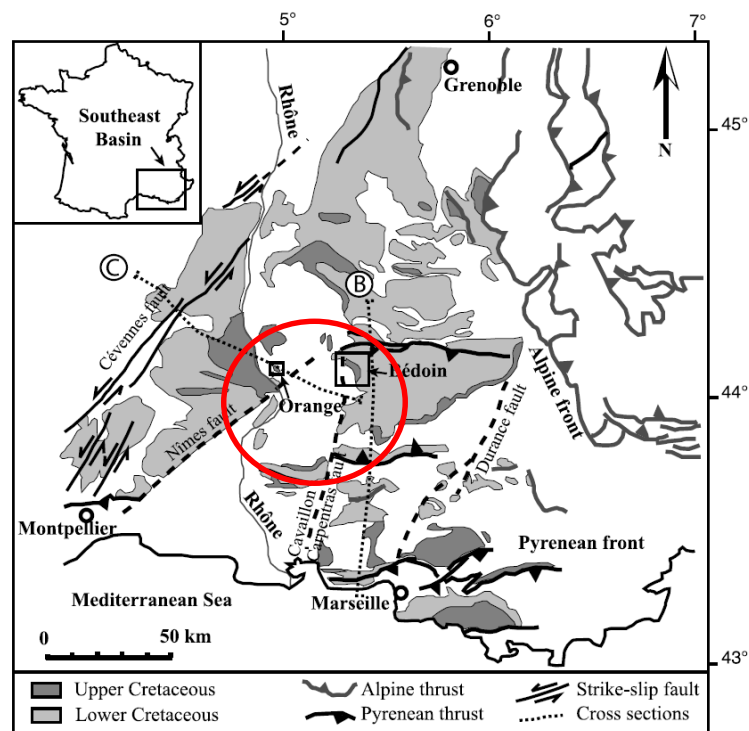 5°
6°
7°
Grenoble
45°
N
Southeast
Basin
Rhône
C
B
Cévennes fault
Bédoin
Orange
Alpine front
44°
Nîmes fault
Durance fault
Cavaillon
Carpentras fault
Rhône
Montpellier
Pyrenean front
Marseille
Mediterranean Sea
0
50 km
43°
Upper Cretaceous
Alpine thrust
Strike-slip fault
Lower Cretaceous
Pyrenean thrust
Cross sections